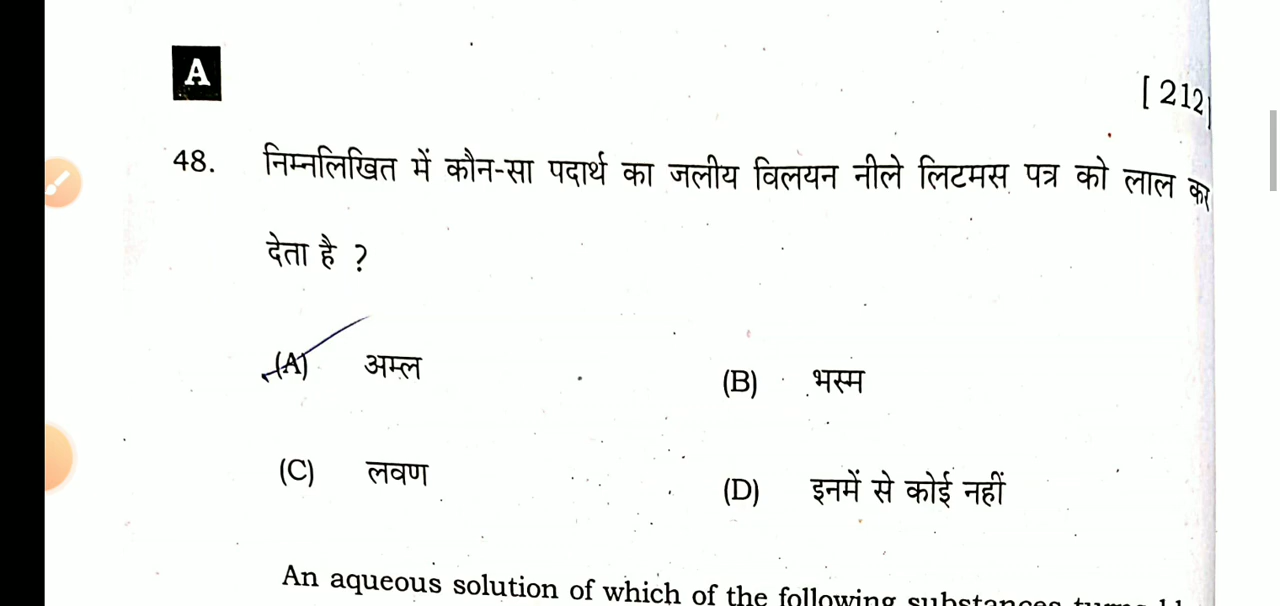 A
[ 212
48. निम्नलिखित में कौन-सा पदार्थ का जलीय विलयन नीले लिटमस पत्र को लाल कर
देता है ?
(A) अम्ल
(B) भस्म
(C) लवण
(D) इनमें से कोई नहीं
An aqueous solution of which of the following substances